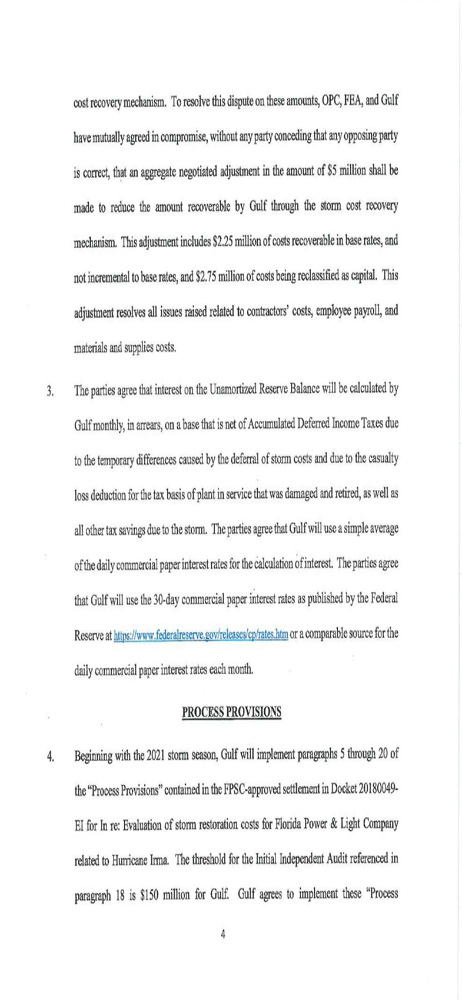 cost recovery mechanism. To resolve this dispute on these amounts, OPC, FEA, and Gulf
have mutually agreed in compromise, without any party conceding that any opposing party
is correct, that an aggregate negotiated adjustment in the amount of $5 million shall be
made to reduce the amount recoverable by Gulf through the storm cost recovery
mechanism. This adjustment includes $2.25 million of costs recoverable in base rates, and
not incremental to base rates, and $2.75 million of costs being reclassified as capital. This
adjustment resolves all issues raised related to contractors' costs, employee payroll, and
materials and supplies costs.
3. The parties agree that interest on the Unamortized Reserve Balance will be calculated by
Gulf monthly, in arrears, on a base that is net of Accumulated Deferred Income Taxes due
to the temporary differences caused by the deferral of storm costs and due to the casualty
loss deduction for the tax basis of plant in service that was damaged and retired, as well as
all other tax savings due to the storm. The parties agree that Gulf will use a simple average
of the daily commercial paper interest rates for the calculation of interest. The parties agree
that Gulf will use the 30-day commercial paper interest rates as published by the Federal
Reserve at https://www.federalreserve.gov/releases/cp/rates.htm or a comparable source for the
daily commercial paper interest rates each month.
PROCESS PROVISIONS
4. Beginning with the 2021 storm season, Gulf will implement paragraphs 5 through 20 of
the "Process Provisions" contained in the FPSC-approved settlement in Docket 20180049-
EI for In re: Evaluation of storm restoration costs for Florida Power & Light Company
related to Hurricane Irma. The threshold for the Initial Independent Audit referenced in
paragraph 18 is $150 million for Gulf. Gulf agrees to implement these "Process
4